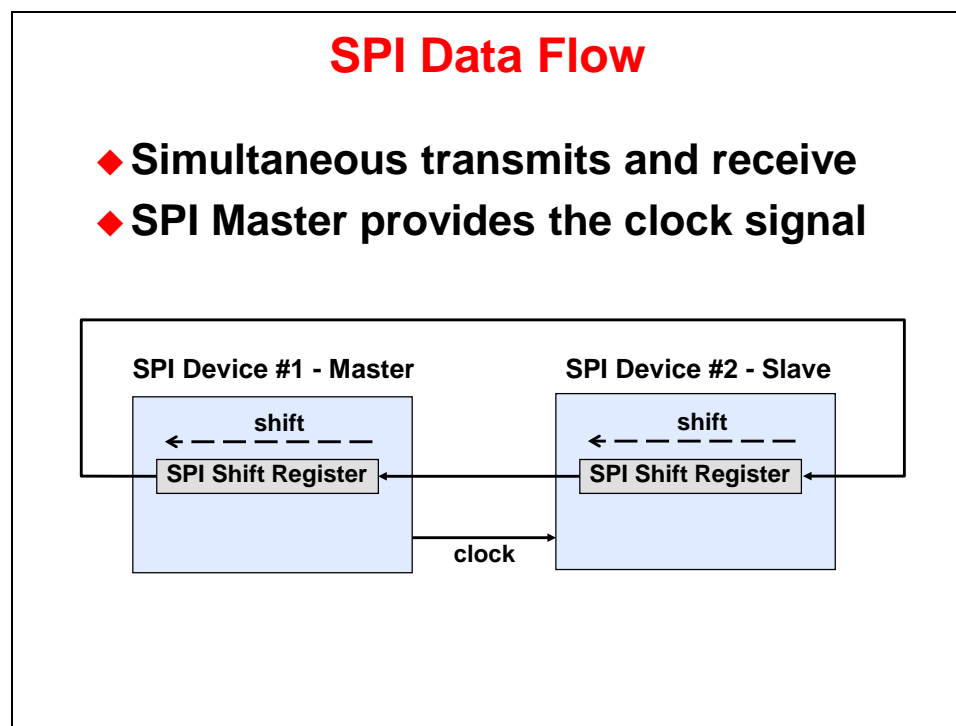 SPI Data Flow
Simultaneous transmits and receive
SPI Master provides the clock signal
SPI Device #1 - Master
SPI Device #2 - Slave
shift
shift
SPI Shift Register
SPI Shift Register
clock